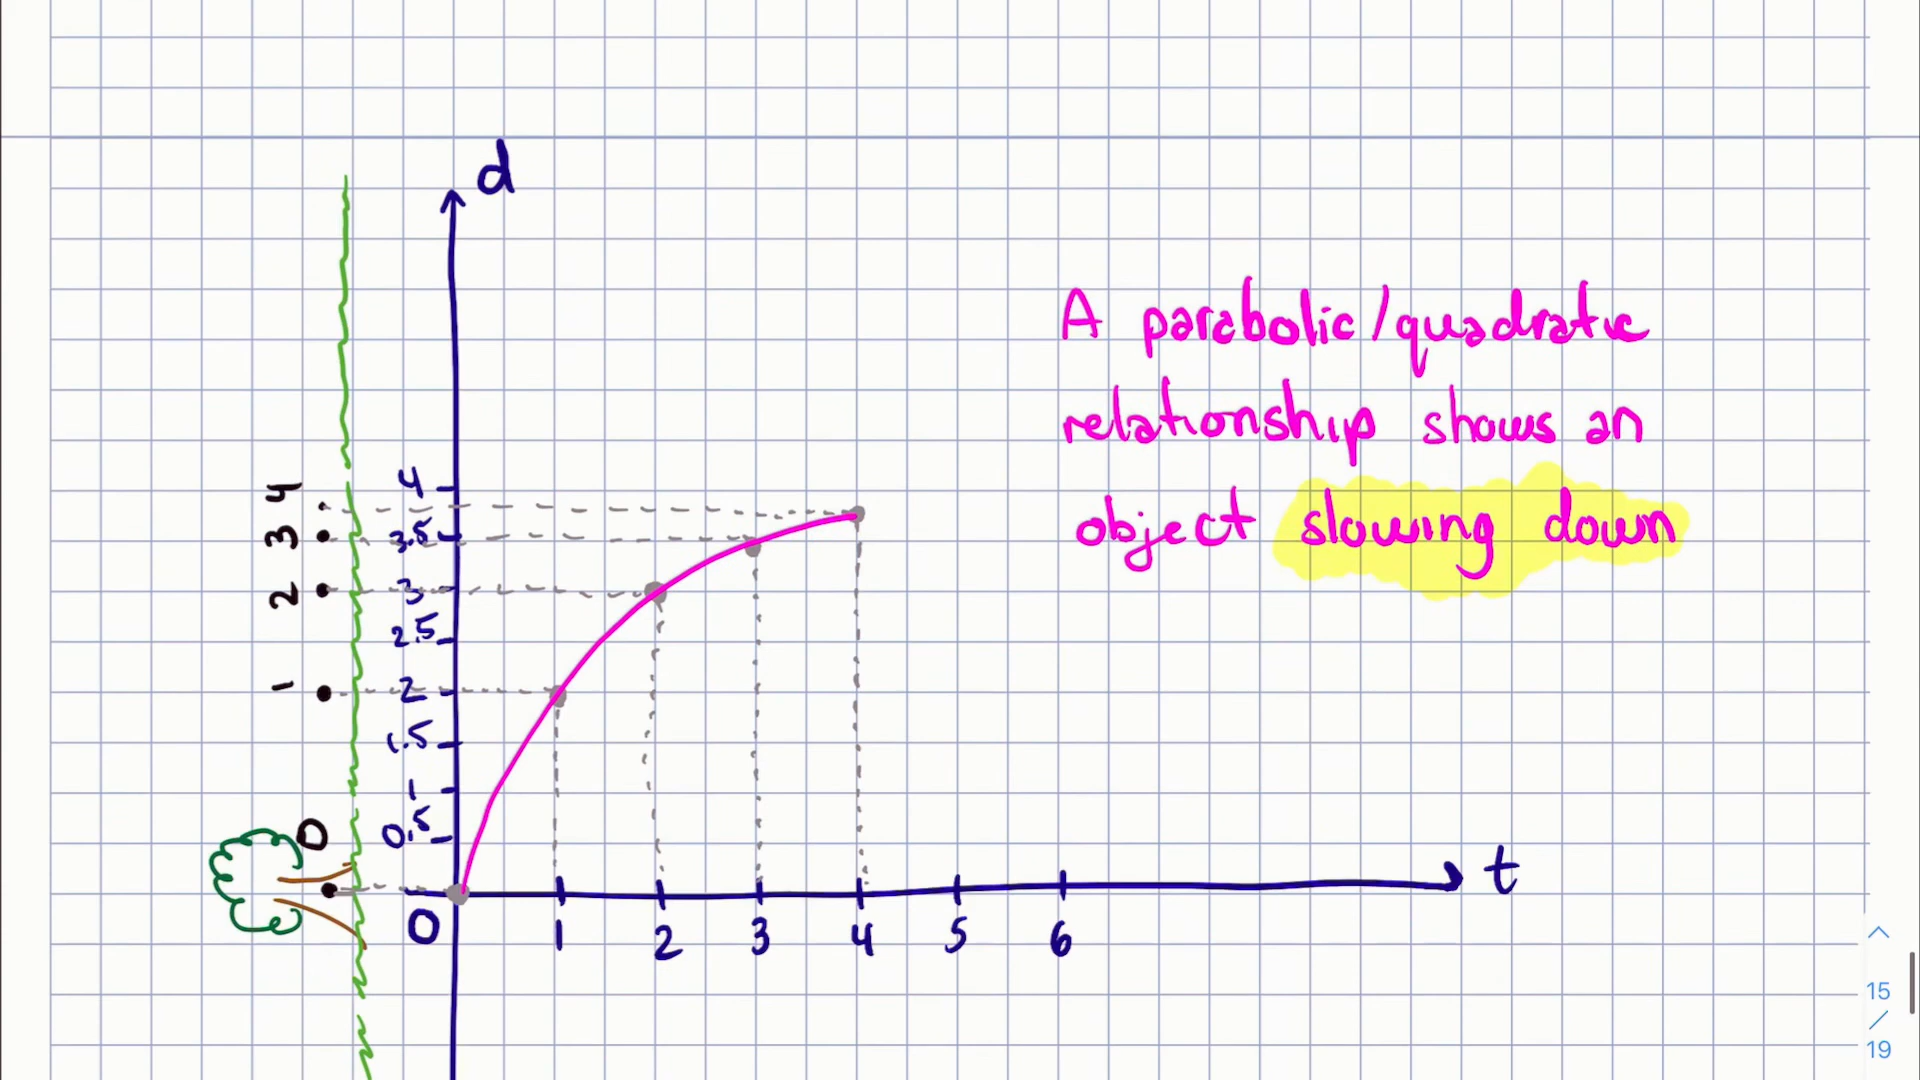 d
A parabolic/quadratic
relationship shows an
object slowing down
4
3
2
1
0
4
3.5
3
2.5
2
1.5
1
0.5
0
1 2 3 4 5 6
t
15
/
19